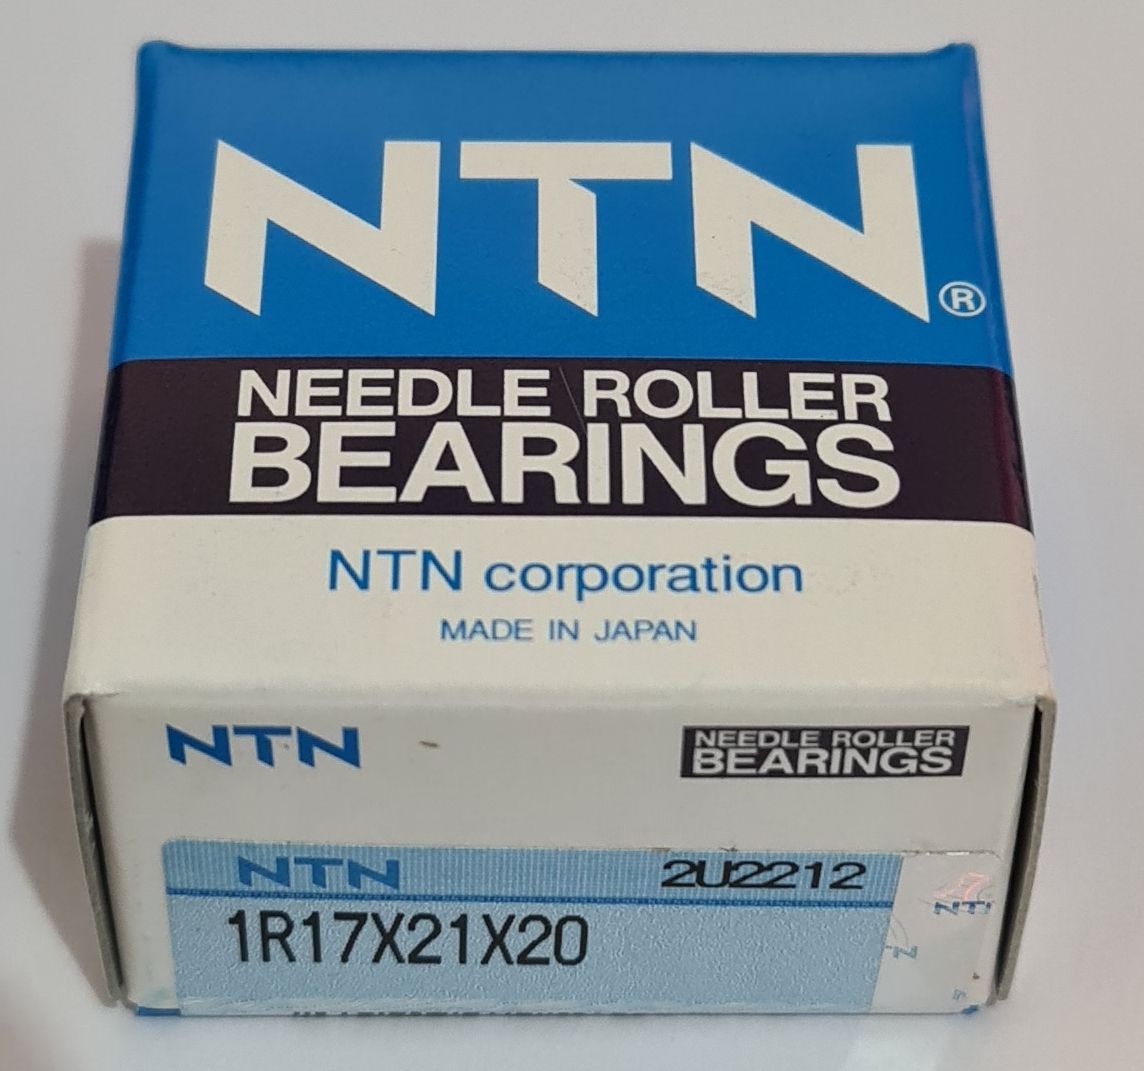 NTN®
NEEDLE ROLLER
BEARINGS
NTN corporation
MADE IN JAPAN
NTN
NEEDLE ROLLER
BEARINGS
NTN 2U2212
1R17X21X20